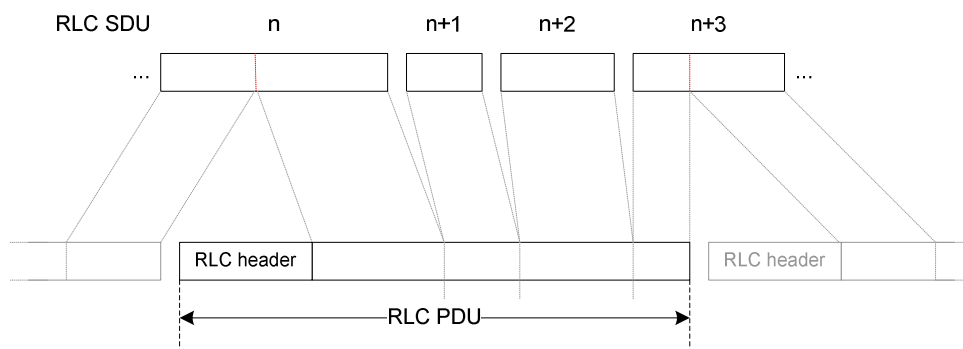 RLC SDU n n+1 n+2 n+3
... ...
RLC header RLC header
RLC PDU